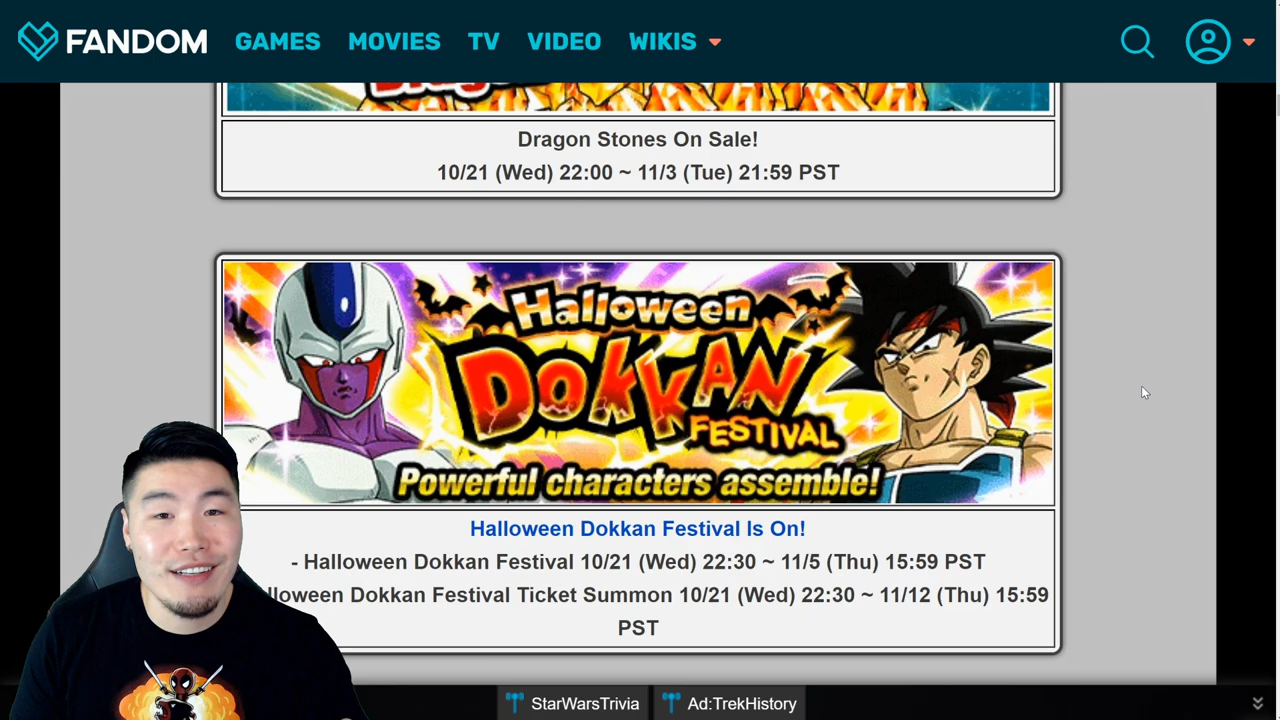 FANDOM GAMES MOVIES TV VIDEO WIKIS
Dragon Stones On Sale!
10/21 (Wed) 22:00 ~ 11/3 (Tue) 21:59 PST
Halloween
DOKKAN
FESTIVAL
Powerful characters assemble!
Halloween Dokkan Festival Is On!
- Halloween Dokkan Festival 10/21 (Wed) 22:30 ~ 11/5 (Thu) 15:59 PST
lloween Dokkan Festival Ticket Summon 10/21 (Wed) 22:30 ~ 11/12 (Thu) 15:59
PST
StarWarsTrivia Ad:TrekHistory